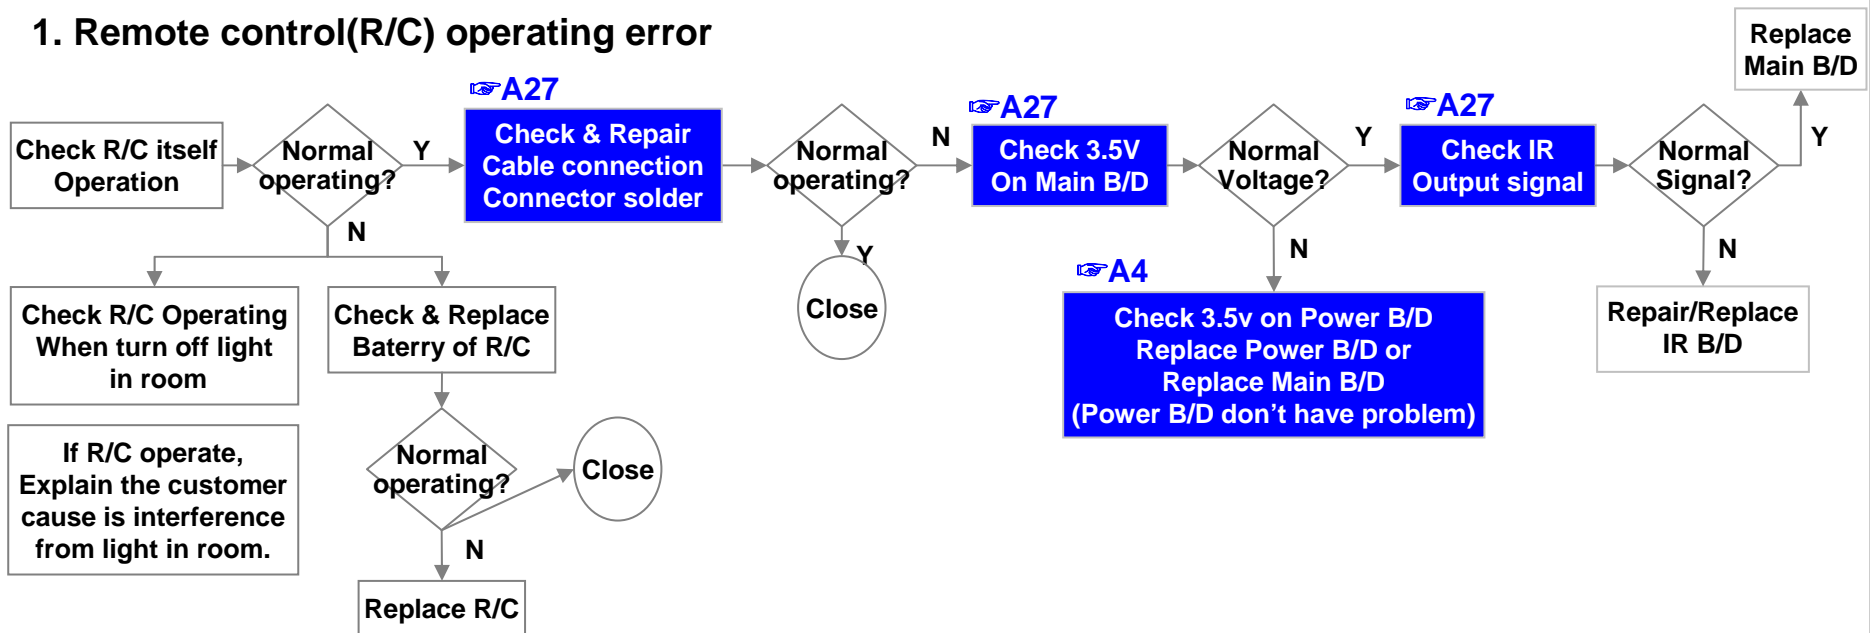 1. Remote control(R/C) operating error
Check R/C itself
Operation
Normal
operating?
Y
N
☞A27
Check & Repair
Cable connection
Connector solder
Normal
operating?
N
Y
Close
☞A27
Check 3.5V
On Main B/D
Normal
Voltage?
Y
N
☞A27
Check IR
Output signal
Normal
Signal?
Y
N
Replace
Main B/D
Repair/Replace
IR B/D
☞A4
Check 3.5v on Power B/D
Replace Power B/D or
Replace Main B/D
(Power B/D don’t have problem)
Check R/C Operating
When turn off light
in room
If R/C operate,
Explain the customer
cause is interference
from light in room.
Check & Replace
Baterry of R/C
Normal
operating?
Close
N
Replace R/C